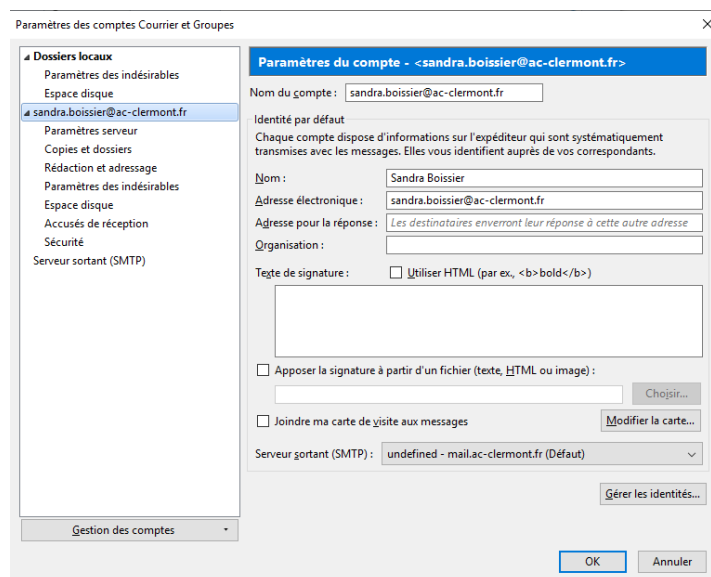 Paramètres des comptes Courrier et Groupes
Dossiers locaux
Paramètres des indésirables
Espace disque
sandra.boissier@ac-clermont.fr
Paramètres serveur
Copies et dossiers
Rédaction et adressage
Paramètres des indésirables
Espace disque
Accusés de réception
Sécurité
Serveur sortant (SMTP)
Gestion des comptes
Paramètres du compte - <sandra.boissier@ac-clermont.fr>
Nom du compte : sandra.boissier@ac-clermont.fr
Identité par défaut
Chaque compte dispose d'informations sur l'expéditeur qui sont systématiquement
transmises avec les messages. Elles vous identifient auprès de vos correspondants.
Nom : Sandra Boissier
Adresse électronique : sandra.boissier@ac-clermont.fr
Adresse pour la réponse : Les destinataires enverront leur réponse à cette autre adresse
Organisation :
Texte de signature : Utiliser HTML (par ex., <b>bold</b>)
Apposer la signature à partir d'un fichier (texte, HTML ou image) :
Choisir...
Joindre ma carte de visite aux messages Modifier la carte...
Serveur sortant (SMTP) : undefined - mail.ac-clermont.fr (Défaut)
Gérer les identités...
OK Annuler